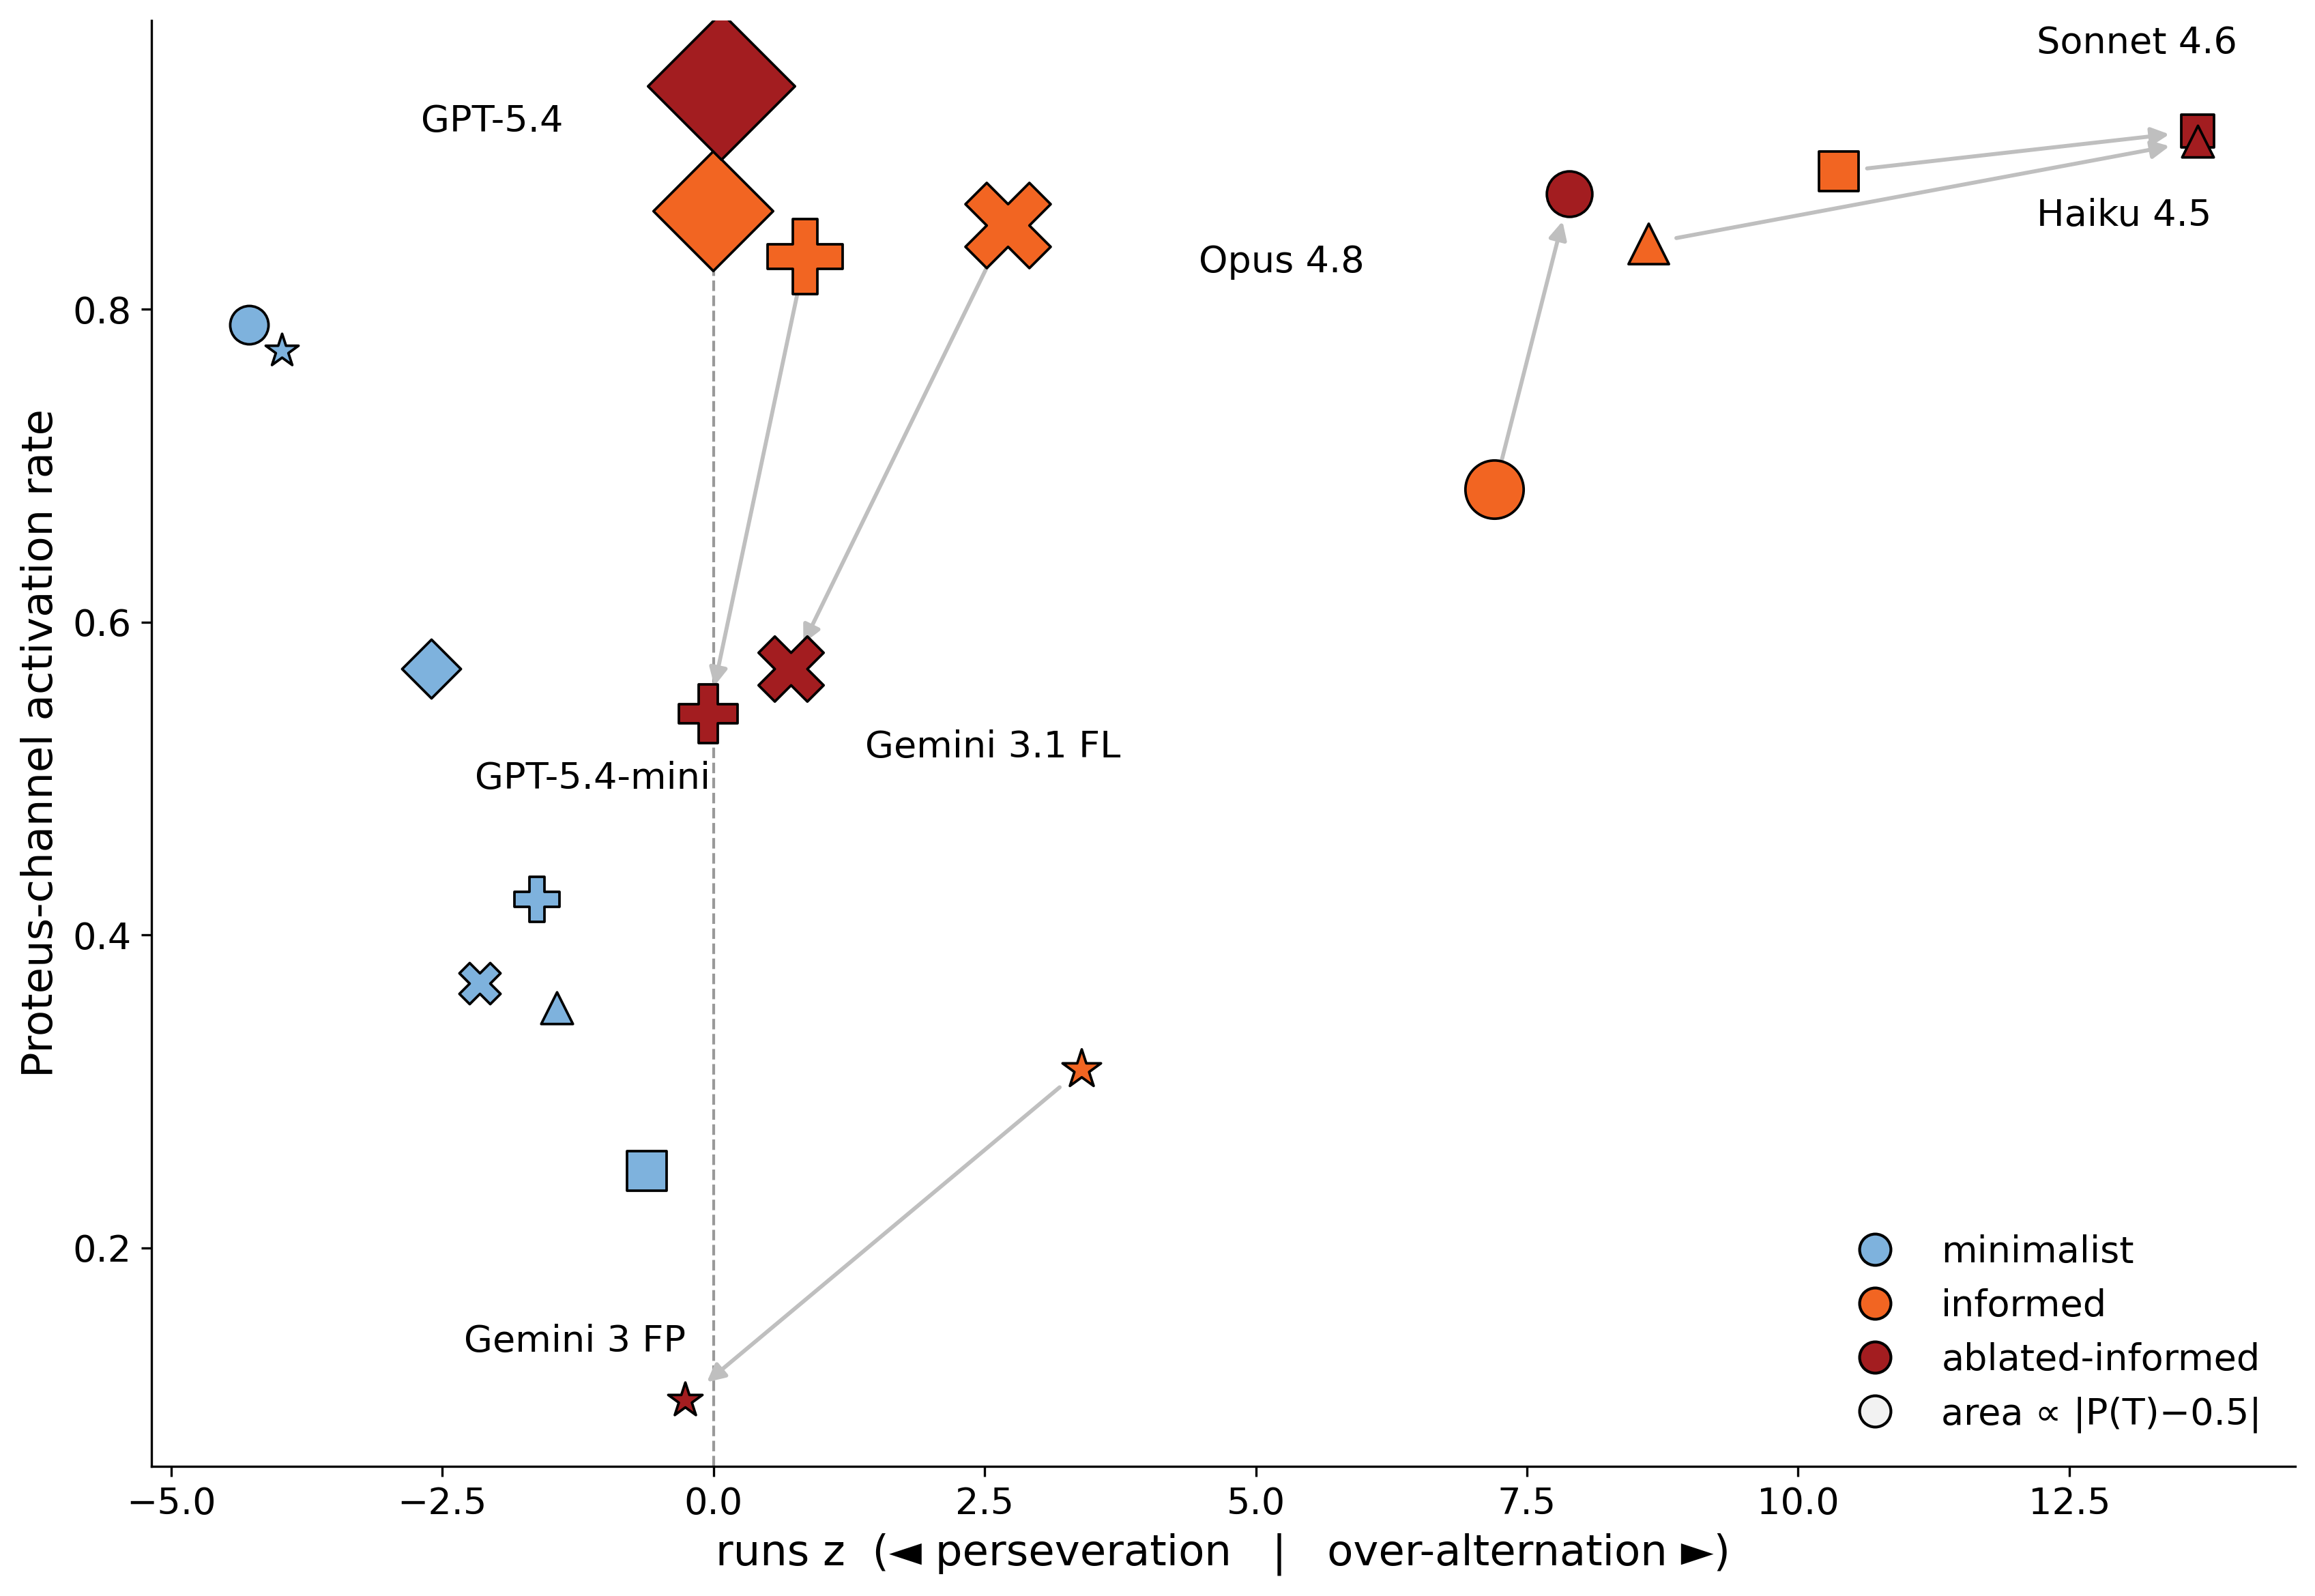 Sonnet 4.6
GPT-5.4
Haiku 4.5
Opus 4.8
Gemini 3.1 FL
GPT-5.4-mini
Gemini 3 FP
Proteus-channel activation rate
0.8
0.6
0.4
0.2
minimalist
informed
ablated-informed
area ∝ |P(T)−0.5|
−5.0 −2.5 0.0 2.5 5.0 7.5 10.0 12.5
runs z (◄ perseveration | over-alternation ►)